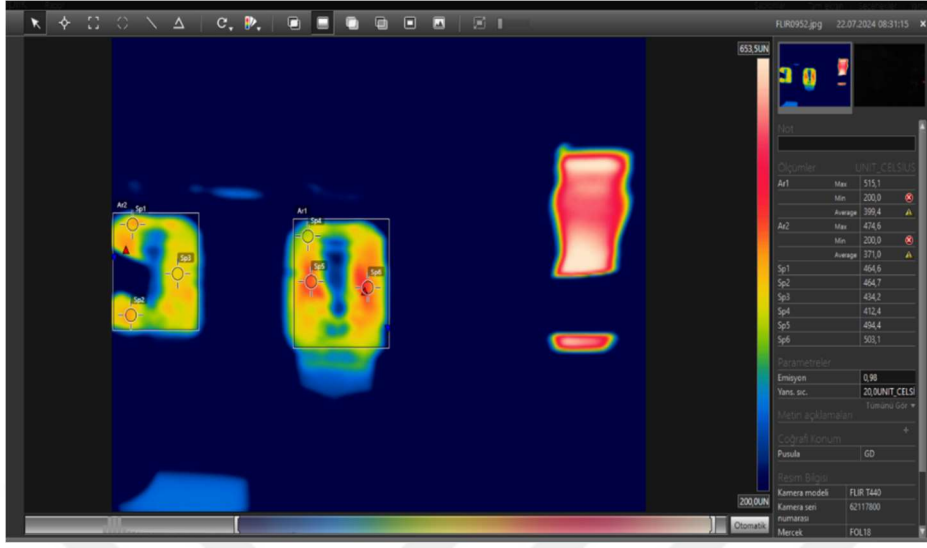 FLIR0952.jpg 22.07.2024 08:31:15 ×
653,5UN
Not
Ölçümler UNIT_CELSIUS
Ar1 Max 515,1
Min 200,0
Average 399,4
Ar2 Max 474,6
Min 200,0
Average 371,0
Sp1 464,6
Sp2 464,7
Sp3 434,2
Sp4 412,4
Sp5 494,4
Sp6 503,1
Parametreler
Emisyon 0,98
Yans. sıc. 20,0UNIT_CELSİ
Tümünü Gör
Metin açıklamaları
+
Coğrafi Konum
Pusula GD
Resim Bilgisi
Kamera modeli FLIR T440
Kamera seri numarası 62117800
Mercek FOL18
Ar2 Sp1
Sp3
Sp2
Ar1
Sp4
Sp5
Sp6
200,0UN
Otomatik